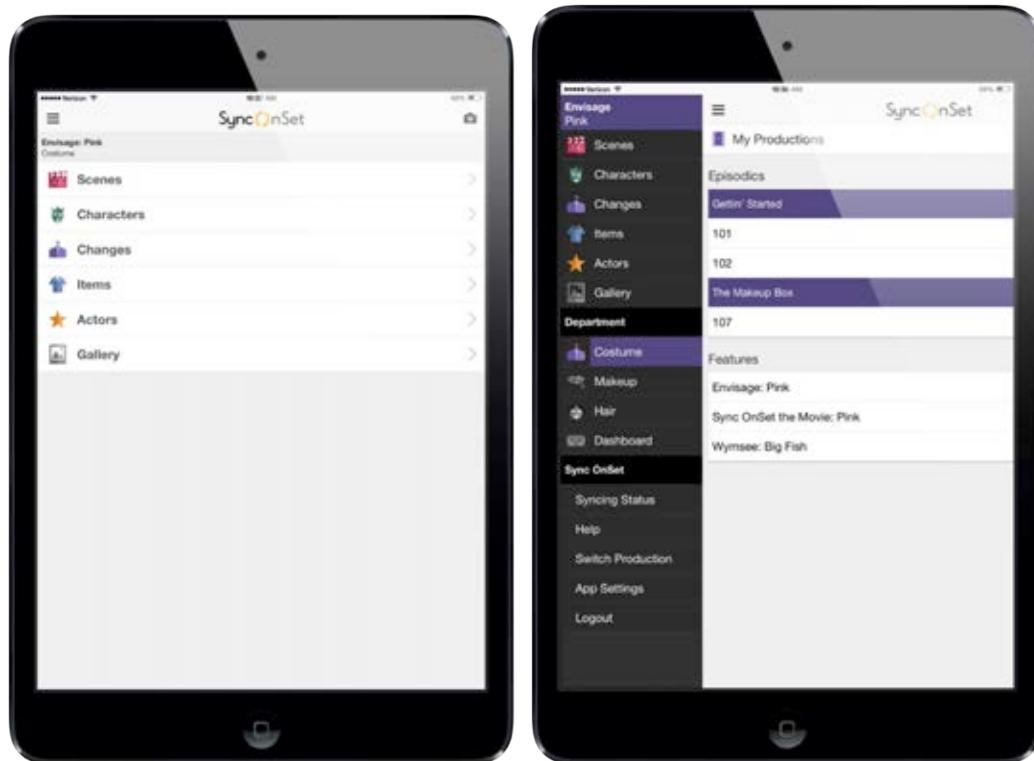 Verizon
SyncOnSet
Envisage: Pink
Costume
Scenes
Characters
Changes
Items
Actors
Gallery
Verizon
Envisage
Pink
Scenes
Characters
Changes
Items
Actors
Gallery
Department
Costume
Makeup
Hair
Dashboard
Sync OnSet
Syncing Status
Help
Switch Production
App Settings
Logout
SyncOnSet
My Productions
Episodics
Gettin' Started
101
102
The Makeup Box
107
Features
Envisage: Pink
Sync OnSet the Movie: Pink
Wymsee: Big Fish